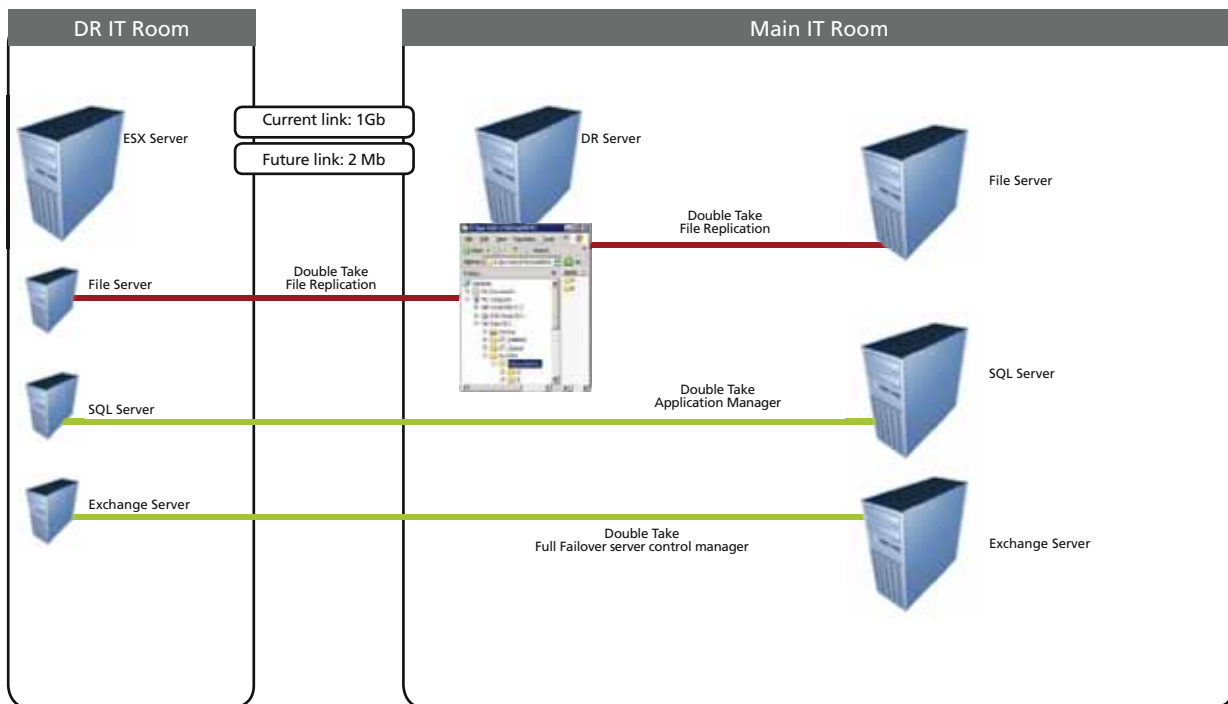 DR IT Room
Main IT Room
ESX Server
Current link: 1Gb
Future link: 2 Mb
DR Server
File Server
Double Take
File Replication
File Server
Double Take
File Replication
SQL Server
Double Take
Application Manager
SQL Server
Exchange Server
Double Take
Full Failover server control manager
Exchange Server